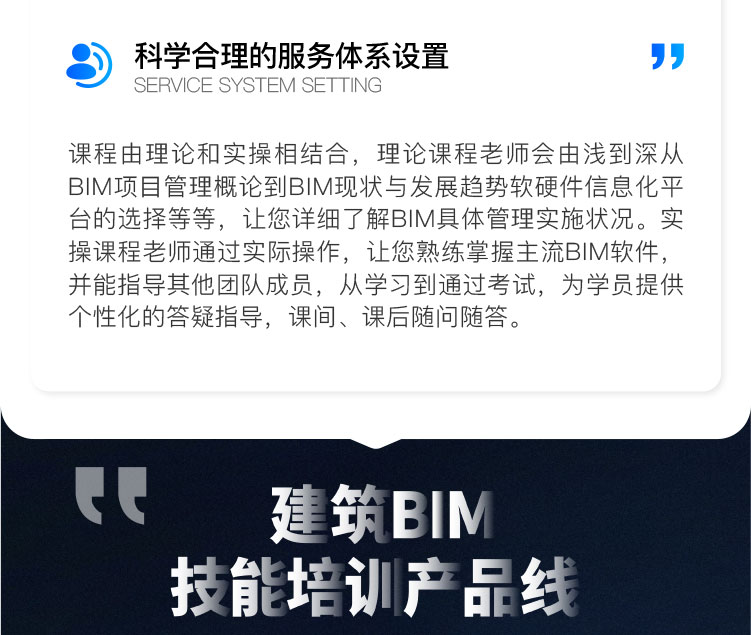 科学合理的服务体系设置
SERVICE SYSTEM SETTING
课程由理论和实操相结合，理论课程老师会由浅到深从
BIM项目管理概论到BIM现状与发展趋势软硬件信息化平
台的选择等等，让您详细了解BIM具体管理实施状况。实
操课程老师通过实际操作，让您熟练掌握主流BIM软件，
并能指导其他团队成员，从学习到通过考试，为学员提供
个性化的答疑指导，课间、课后随问随答。
建筑BIM
技能培训产品线